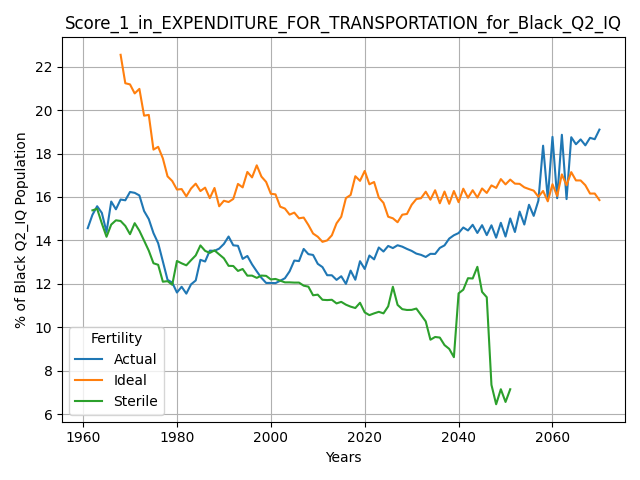 Score_1_in_EXPENDITURE_FOR_TRANSPORTATION_for_Black_Q2_IQ
% of Black Q2_IQ Population
22
20
18
16
14
12
10
8
6
Fertility
Actual
Ideal
Sterile
1960 1980 2000 2020 2040 2060
Years